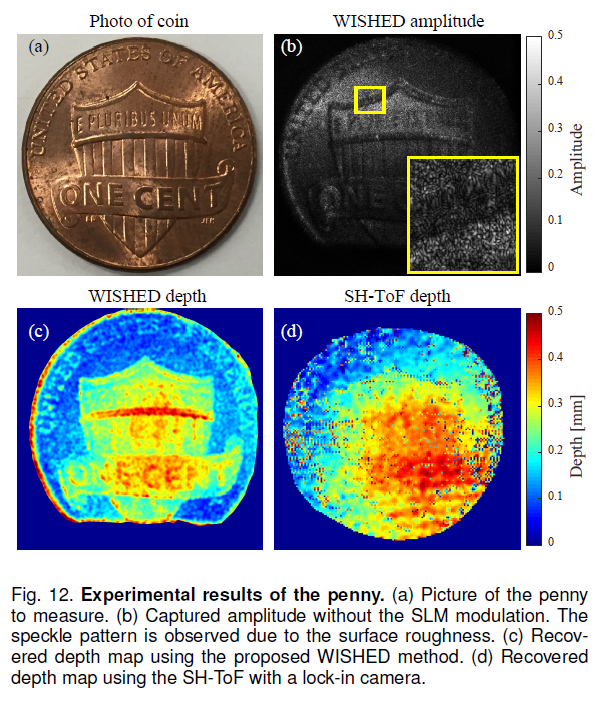 Photo of coin
WISHED amplitude
(a)
UNITED STATES OF AMERICA
E PLURIBUS UNUM
ONE CENT
(b)
0.5
0.4
0.3
0.2
0.1
0
Amplitude
WISHED depth
SH-ToF depth
(c)
(d)
0.5
0.4
0.3
0.2
0.1
0
Depth [mm]
Fig. 12. Experimental results of the penny. (a) Picture of the penny
to measure. (b) Captured amplitude without the SLM modulation. The
speckle pattern is observed due to the surface roughness. (c) Recov-
ered depth map using the proposed WISHED method. (d) Recovered
depth map using the SH-ToF with a lock-in camera.